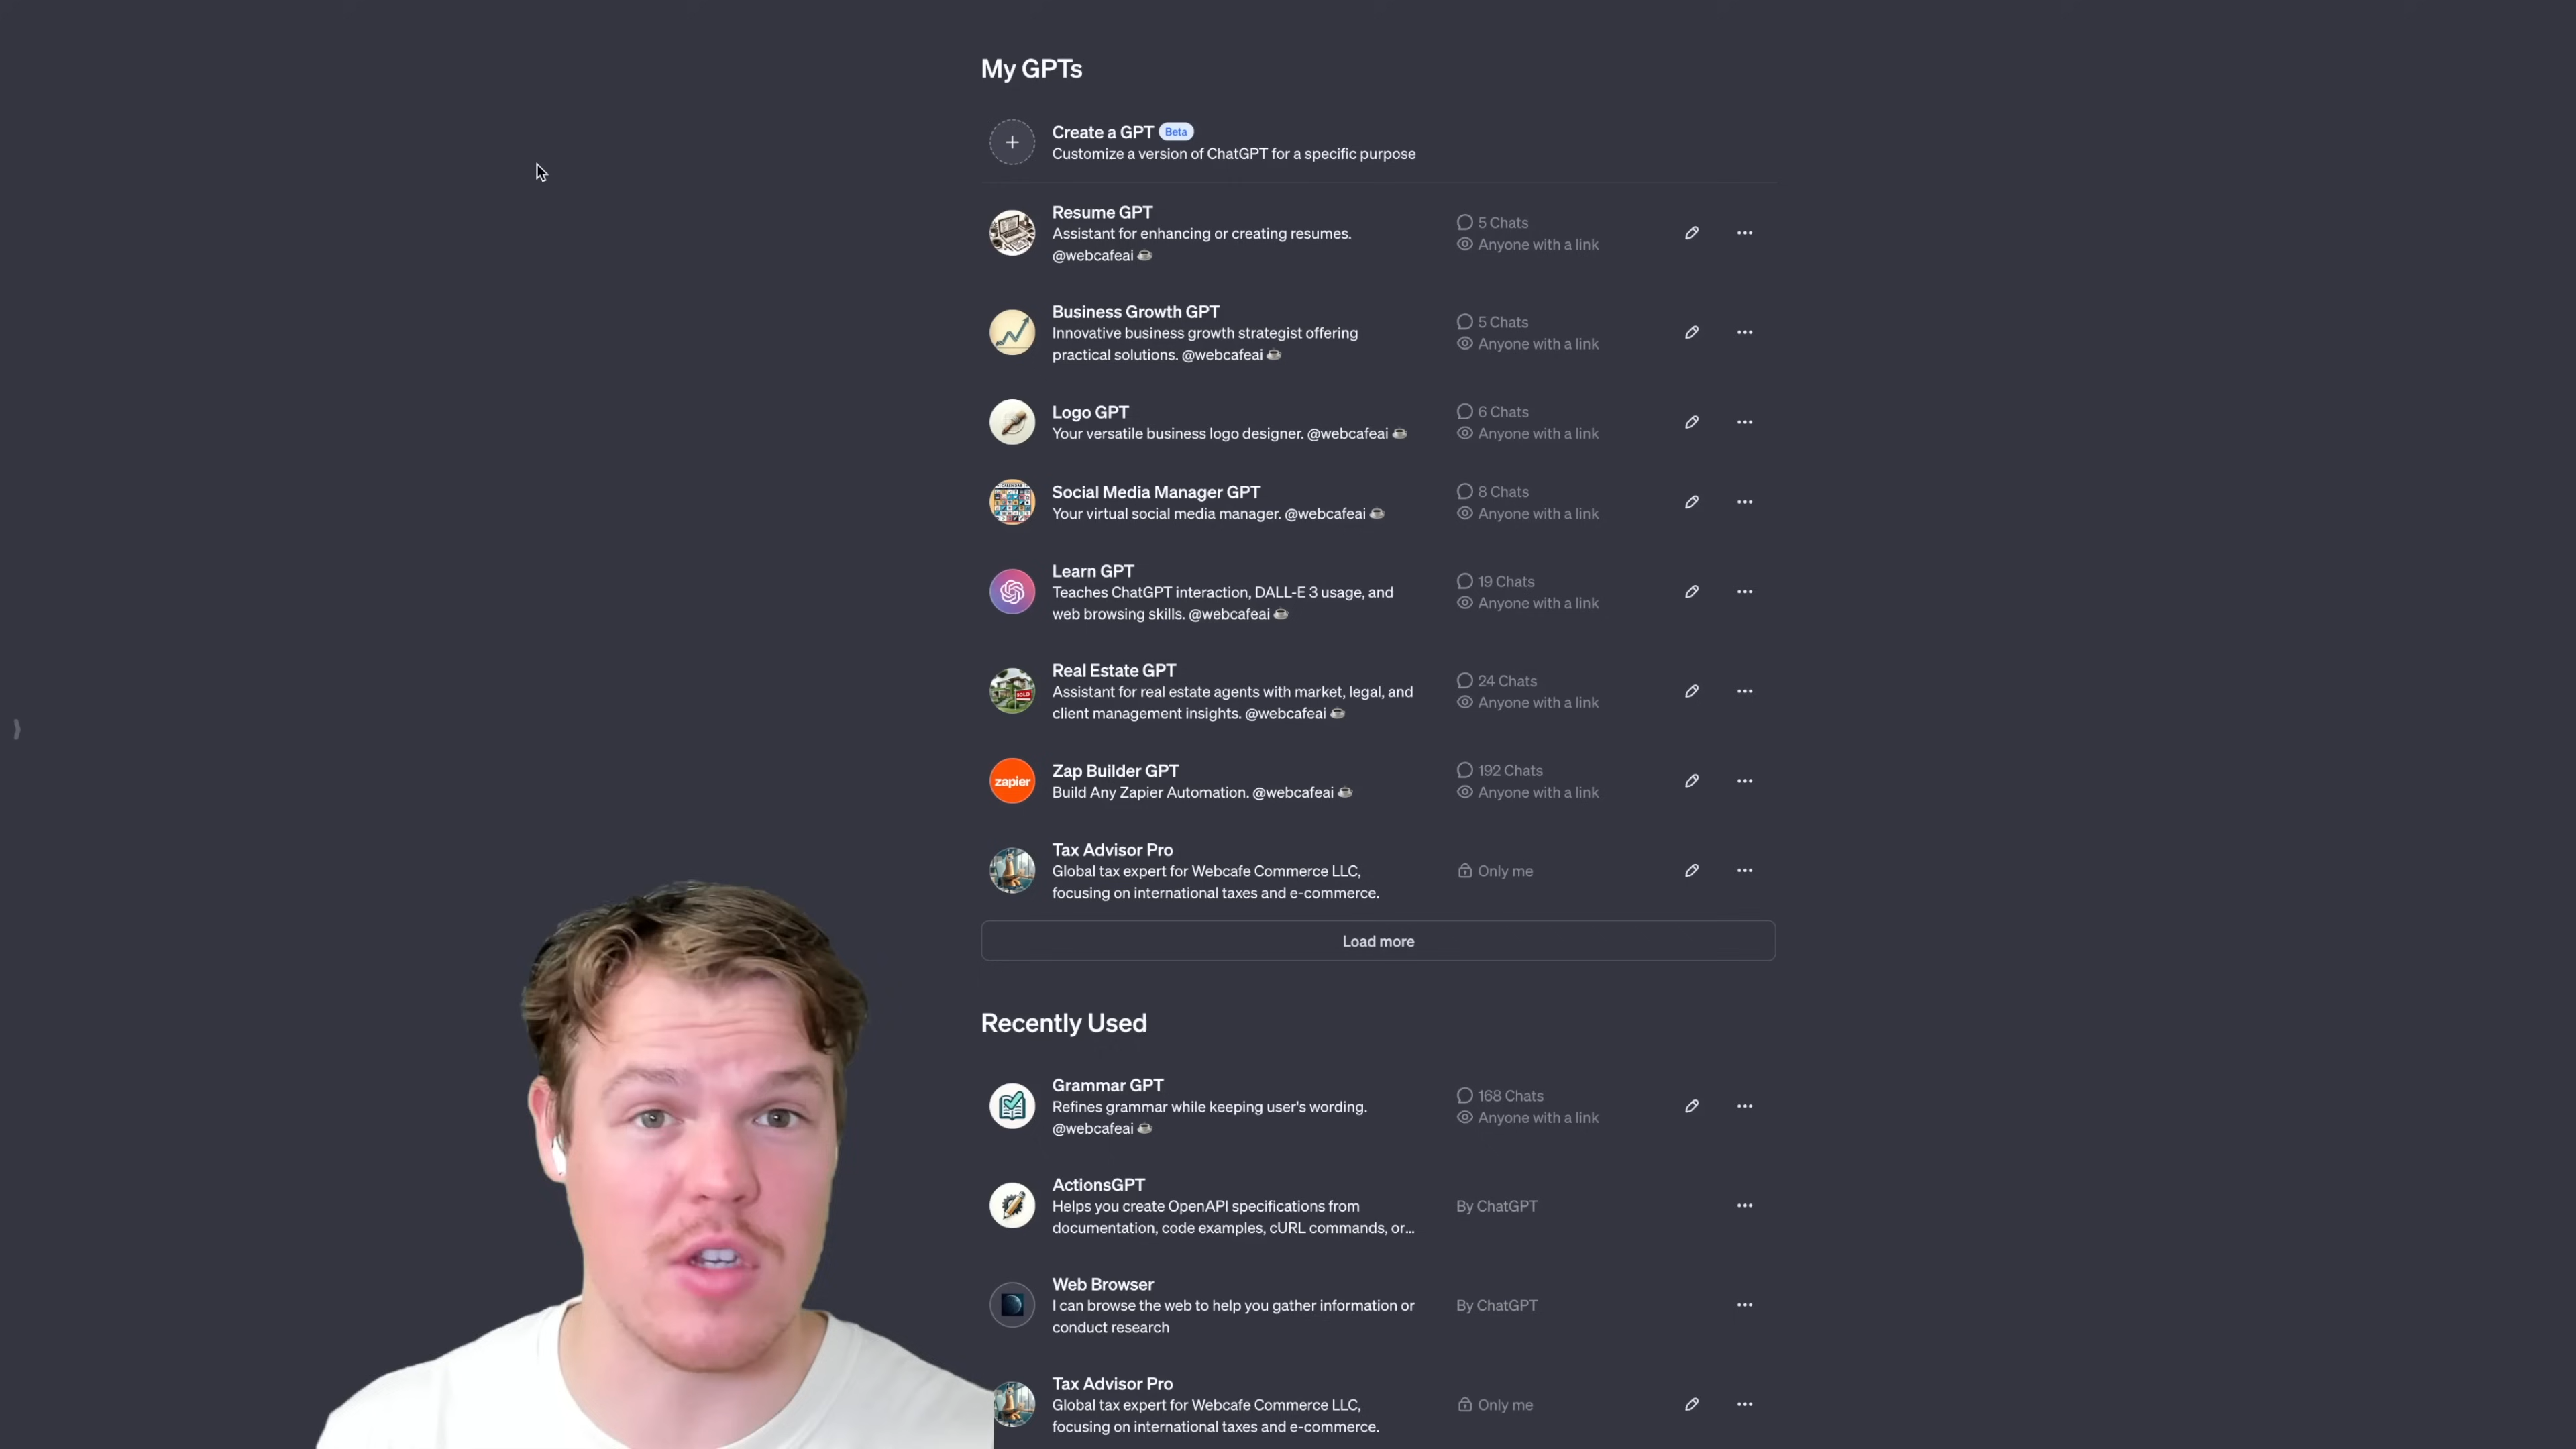 My GPTs
Create a GPT Beta
Customize a version of ChatGPT for a specific purpose
Resume GPT
Assistant for enhancing or creating resumes.
@webcafeai ☕
5 Chats
Anyone with a link
Business Growth GPT
Innovative business growth strategist offering
practical solutions. @webcafeai ☕
5 Chats
Anyone with a link
Logo GPT
Your versatile business logo designer. @webcafeai ☕
6 Chats
Anyone with a link
Social Media Manager GPT
Your virtual social media manager. @webcafeai ☕
8 Chats
Anyone with a link
Learn GPT
Teaches ChatGPT interaction, DALL-E 3 usage, and
web browsing skills. @webcafeai ☕
19 Chats
Anyone with a link
Real Estate GPT
Assistant for real estate agents with market, legal, and
client management insights. @webcafeai ☕
24 Chats
Anyone with a link
SOLD
zapier
Zap Builder GPT
Build Any Zapier Automation. @webcafeai ☕
192 Chats
Anyone with a link
Tax Advisor Pro
Global tax expert for Webcafe Commerce LLC,
focusing on international taxes and e-commerce.
Only me
Load more
Recently Used
Grammar GPT
Refines grammar while keeping user's wording.
@webcafeai ☕
168 Chats
Anyone with a link
ActionsGPT
Helps you create OpenAPI specifications from
documentation, code examples, cURL commands, or...
By ChatGPT
Web Browser
I can browse the web to help you gather information or
conduct research
By ChatGPT
Tax Advisor Pro
Global tax expert for Webcafe Commerce LLC,
focusing on international taxes and e-commerce.
Only me